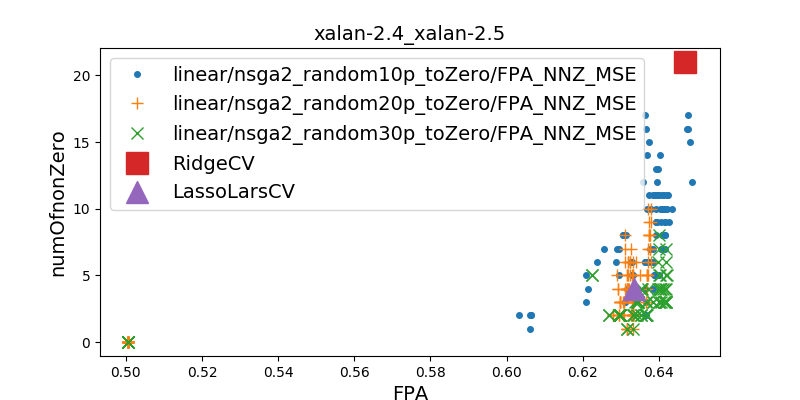 xalan-2.4_xalan-2.5
linear/nsga2_random10p_toZero/FPA_NNZ_MSE
linear/nsga2_random20p_toZero/FPA_NNZ_MSE
linear/nsga2_random30p_toZero/FPA_NNZ_MSE
RidgeCV
LassoLarsCV
numOfnonZero
20
15
10
5
0
0.50 0.52 0.54 0.56 0.58 0.60 0.62 0.64
FPA